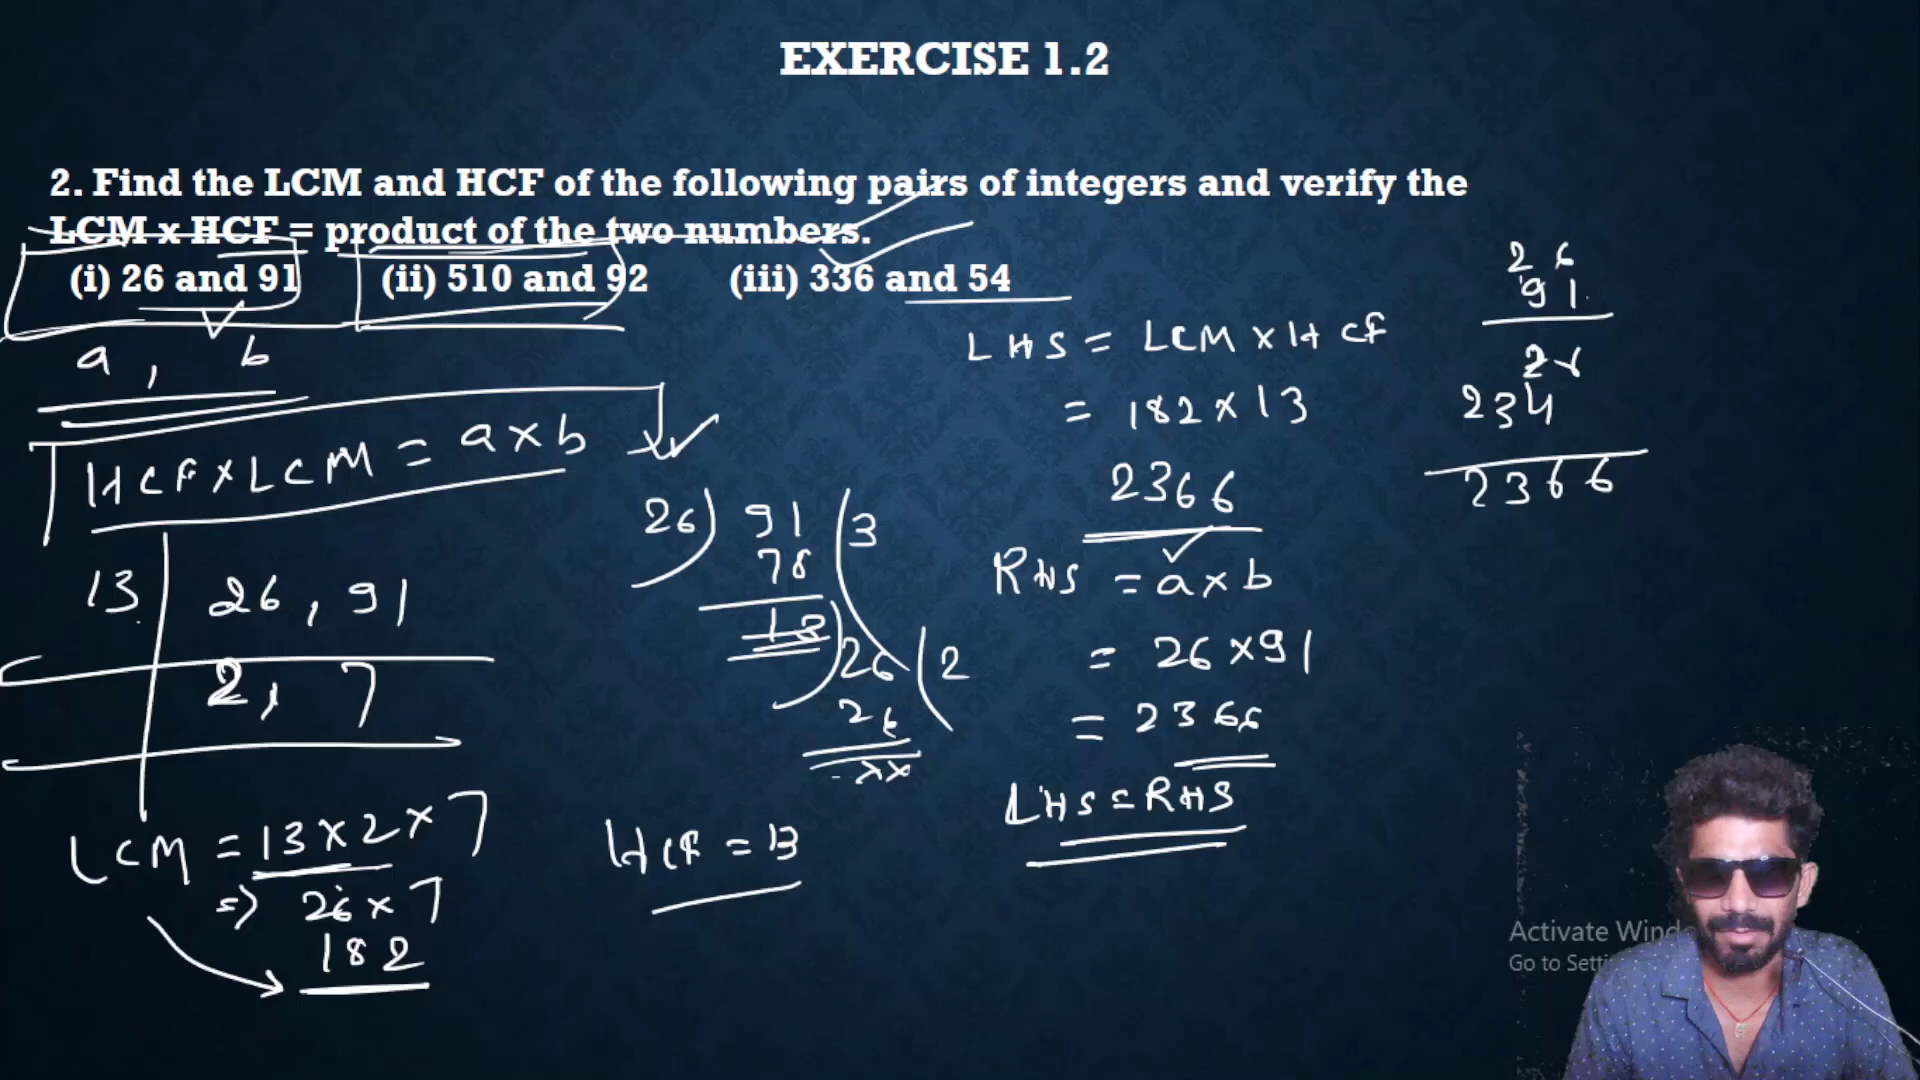 EXERCISE 1.2
2. Find the LCM and HCF of the following pairs of integers and verify the
LCM x HCF = product of the two numbers.
(i) 26 and 91 (ii) 510 and 92 (iii) 336 and 54
a, b
HCF x LCM = a x b
13 26, 91
2, 7
LCM = 13 x 2 x 7
=> 26 x 7
182
26) 91 (3
78
13) 26 (2
26
xx
HCF = 13
LHS = LCM x HCF
= 182 x 13
2366
RHS = a x b
= 26 x 91
= 2366
LHS = RHS
26
91
26
234
2366
Activate Wind
Go to Setti